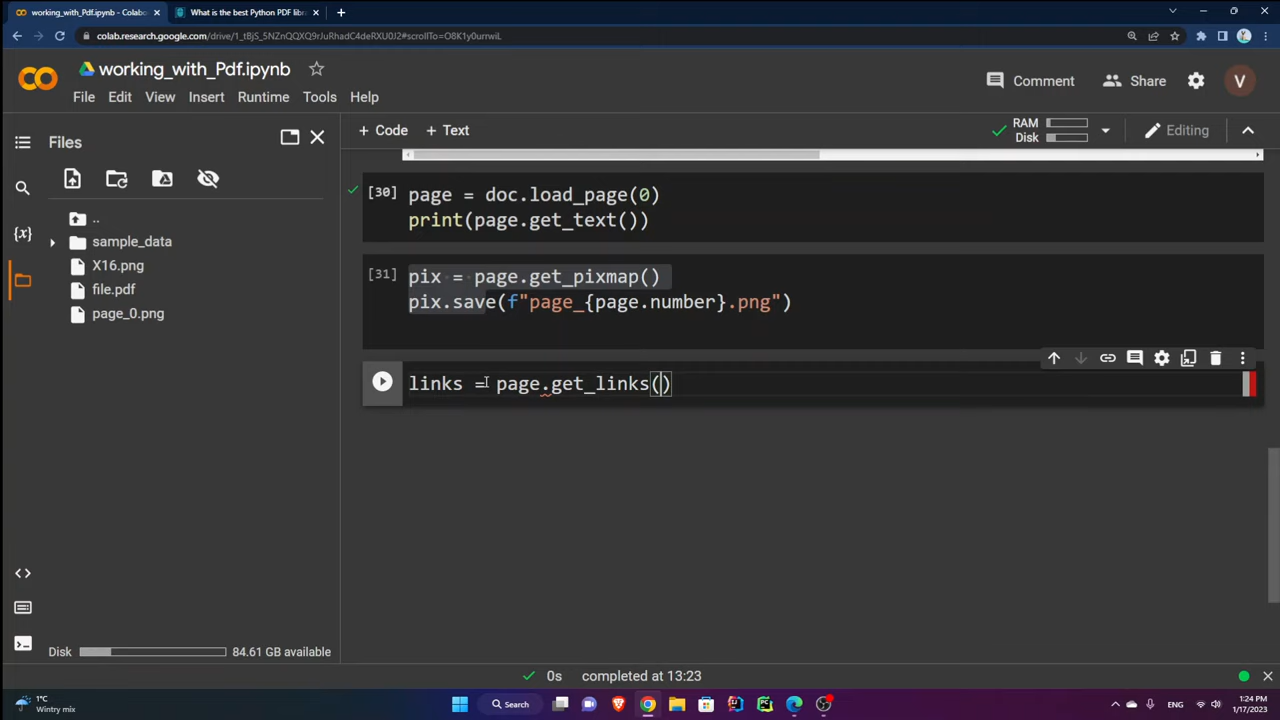 working_with_Pdf.ipynb - Colabo
What is the best Python PDF libr
colab.research.google.com/drive/1_tBjS_5NZnQQXQ9rJuRhadC4deRXU0J2#scrollTo=O8K1y0urrwiL
working_with_Pdf.ipynb
Comment
Share
V
File Edit View Insert Runtime Tools Help
Files
+ Code + Text
RAM
Disk
Editing
..
sample_data
X16.png
file.pdf
page_0.png
[30] page = doc.load_page(0)
print(page.get_text())
[31] pix = page.get_pixmap()
pix.save(f"page_{page.number}.png")
links = page.get_links()
{x}
Disk 84.61 GB available
0s completed at 13:23
1°C
Wintry mix
Search
ENG
1:24 PM
1/17/2023